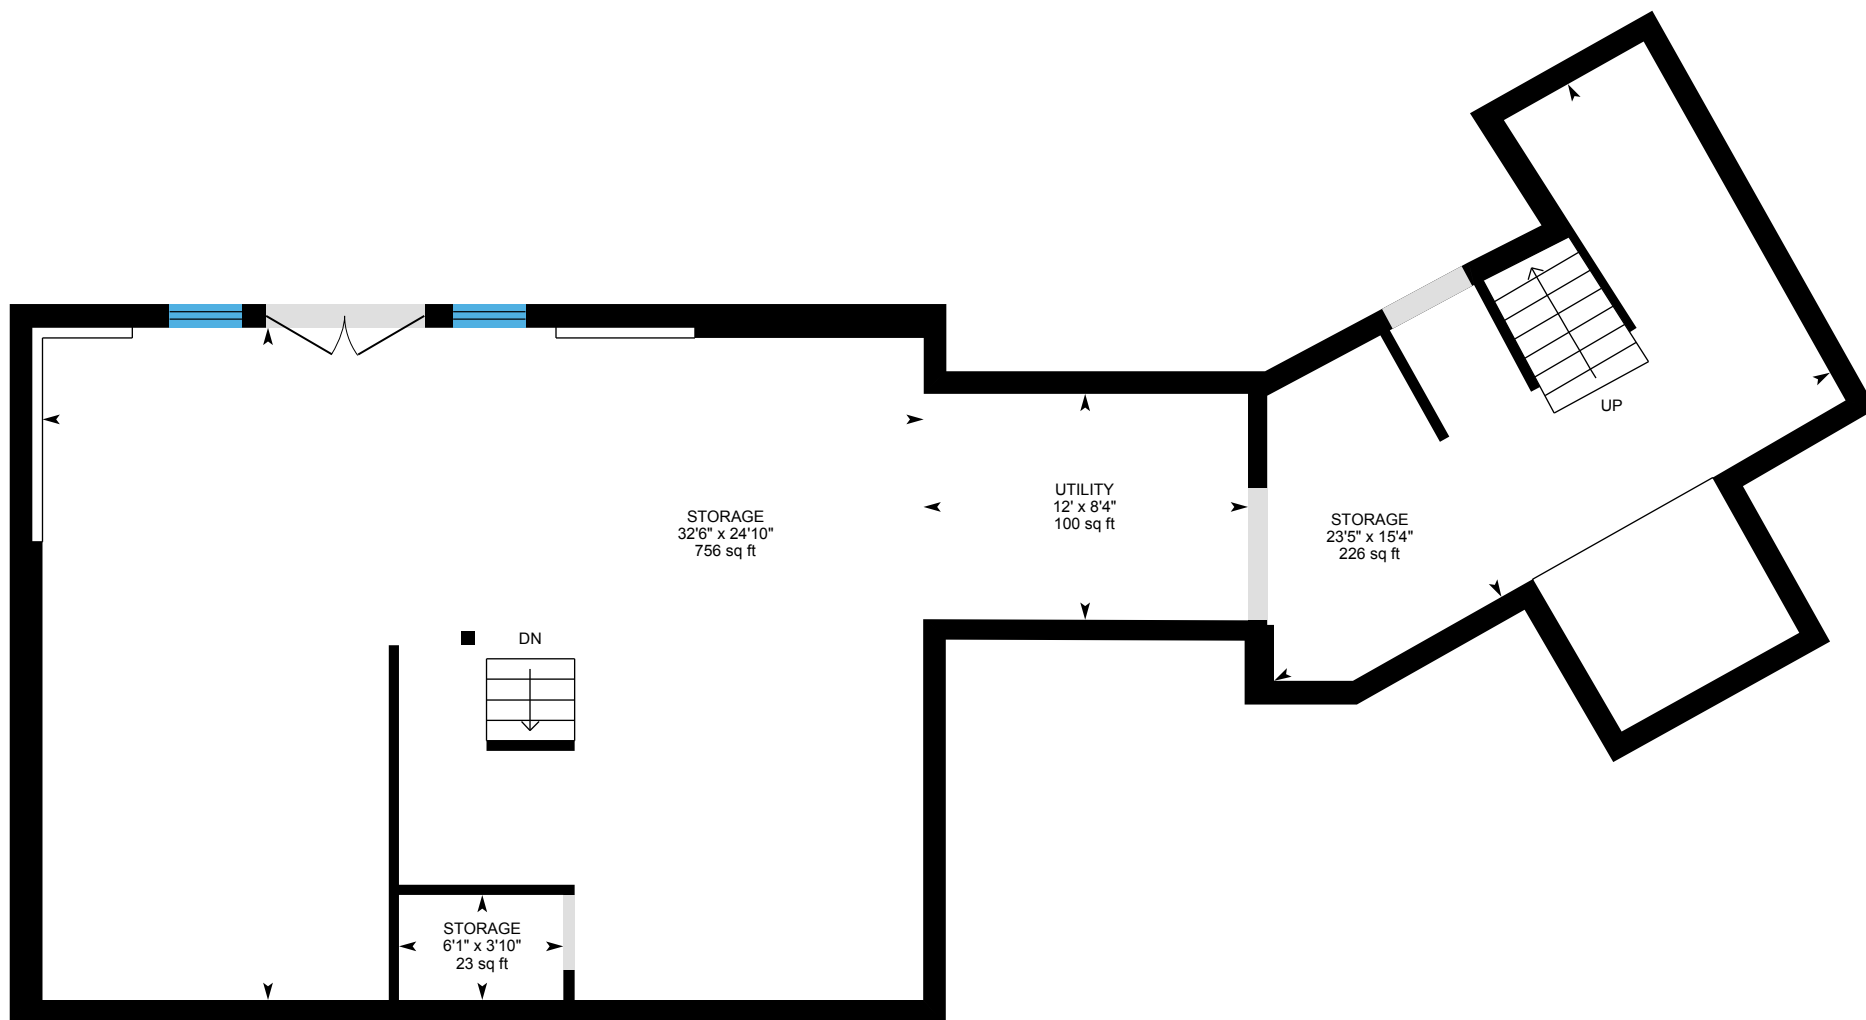 STORAGE
32'6" x 24'10"
756 sq ft
DN
STORAGE
6'1" x 3'10"
23 sq ft
UTILITY
12' x 8'4"
100 sq ft
STORAGE
23'5" x 15'4"
226 sq ft
UP